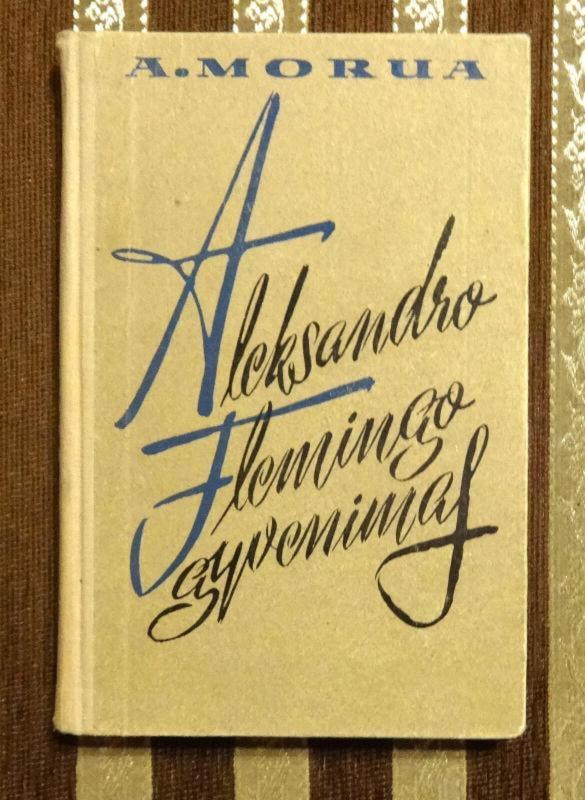 A. MORUA
Aleksandro
Flemingo
gyvenimas